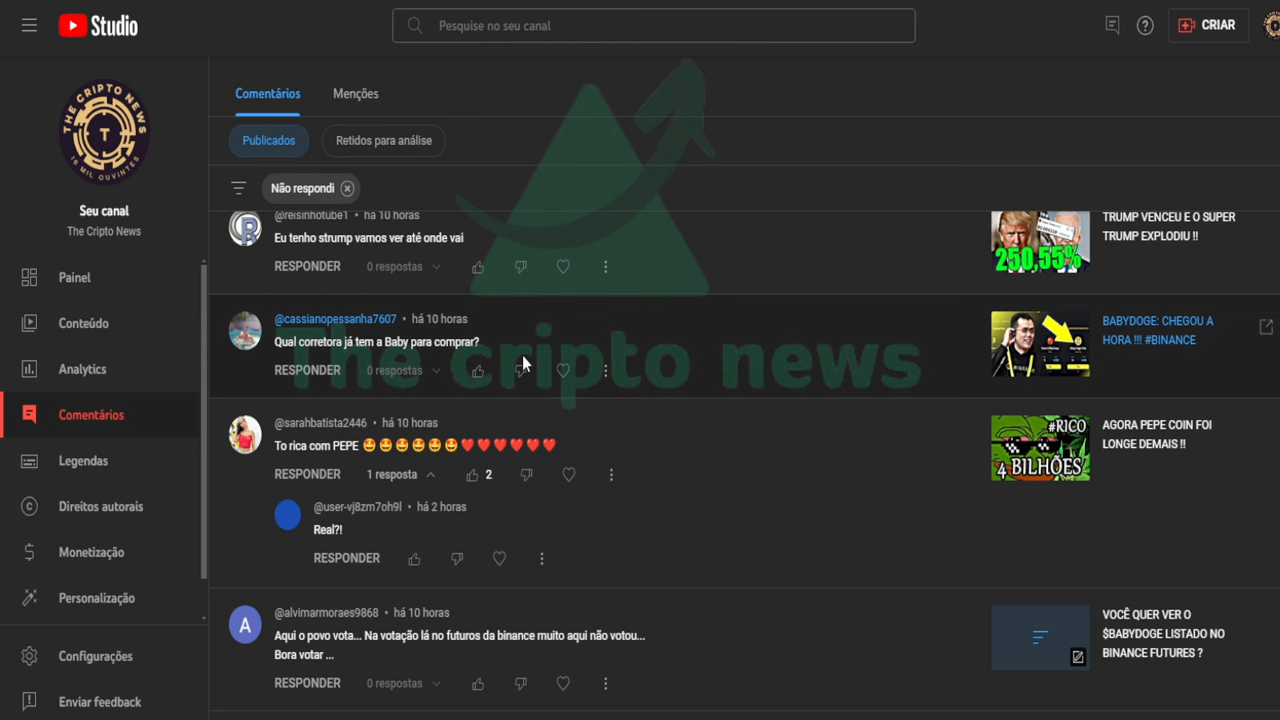 Studio
Pesquise no seu canal
CRIAR
THE CRIPTO NEWS
T
16 MIL OUVINTES
Seu canal
The Cripto News
Painel
Conteúdo
Analytics
Comentários
Legendas
Direitos autorais
Monetização
Personalização
Configurações
Enviar feedback
Comentários
Menções
Publicados
Retidos para análise
Não respondi
@reisinhotube1 • há 10 horas
Eu tenho strump vamos ver até onde vai
RESPONDER 0 respostas
250,55%
TRUMP VENCEU E O SUPER
TRUMP EXPLODIU !!
@cassianopessanha7607 • há 10 horas
Qual corretora já tem a Baby para comprar?
RESPONDER 0 respostas
BABYDOGE: CHEGOU A
HORA !!! #BINANCE
The cripto news
@sarahbatista2446 • há 10 horas
To rica com PEPE 🤩🤩🤩🤩🤩🤩❤️❤️❤️❤️❤️❤️
RESPONDER 1 resposta 2
#RICO
4 BILHÕES
AGORA PEPE COIN FOI
LONGE DEMAIS !!
@user-vj8zm7oh9l • há 2 horas
Real?!
RESPONDER
@alvimarmoraes9868 • há 10 horas
A
Aqui o povo vota... Na votação lá no futuros da binance muito aqui não votou...
Bora votar ...
RESPONDER 0 respostas
VOCÊ QUER VER O
$BABYDOGE LISTADO NO
BINANCE FUTURES ?